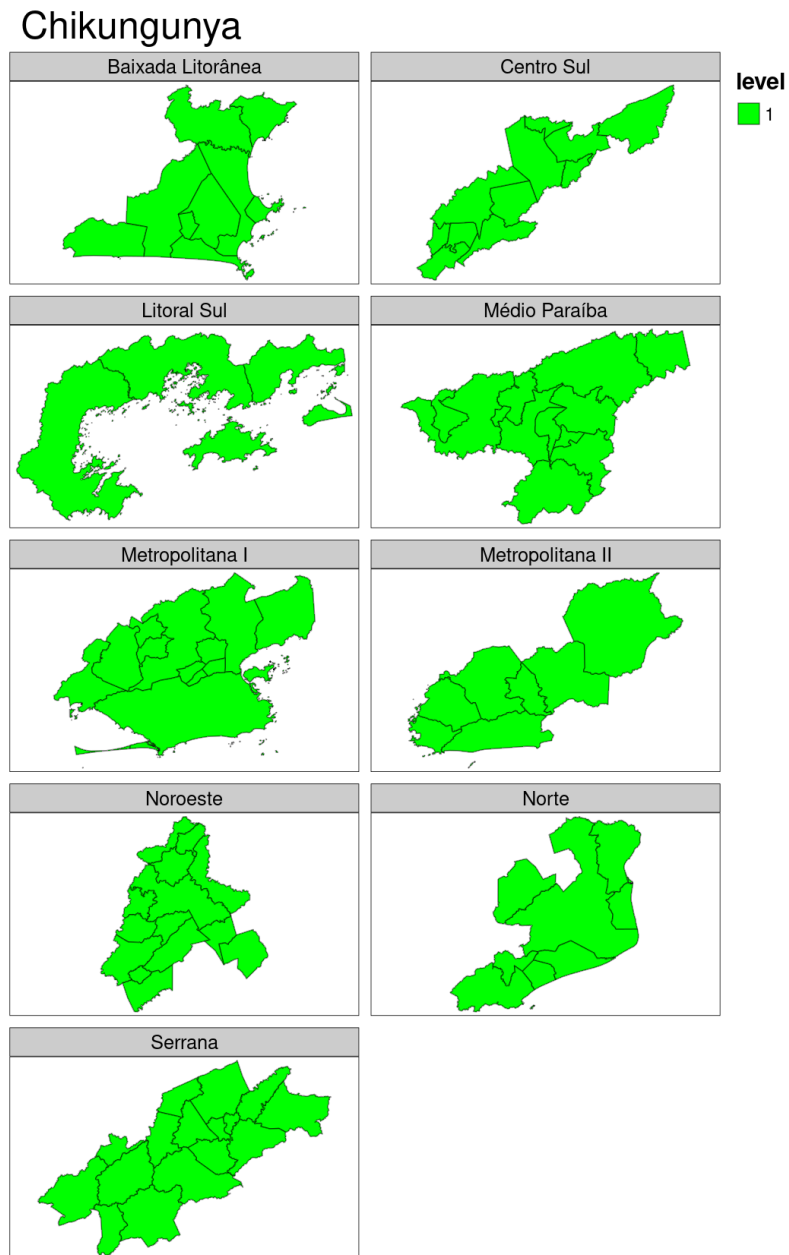 Chikungunya
Baixada Litorânea
Centro Sul
level
1
Litoral Sul
Médio Paraíba
Metropolitana I
Metropolitana II
Noroeste
Norte
Serrana